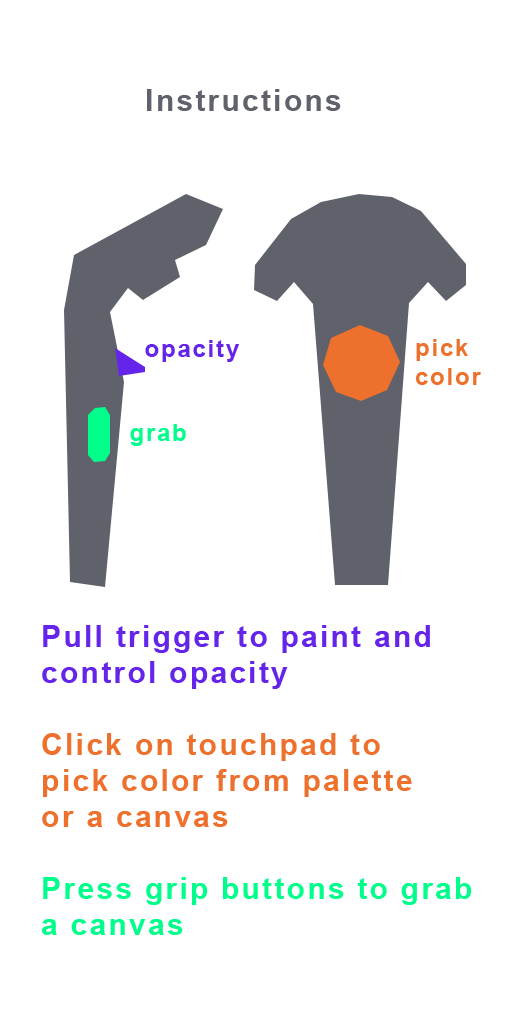 Instructions
opacity
pick
color
grab
Pull trigger to paint and
control opacity
Click on touchpad to
pick color from palette
or a canvas
Press grip buttons to grab
a canvas